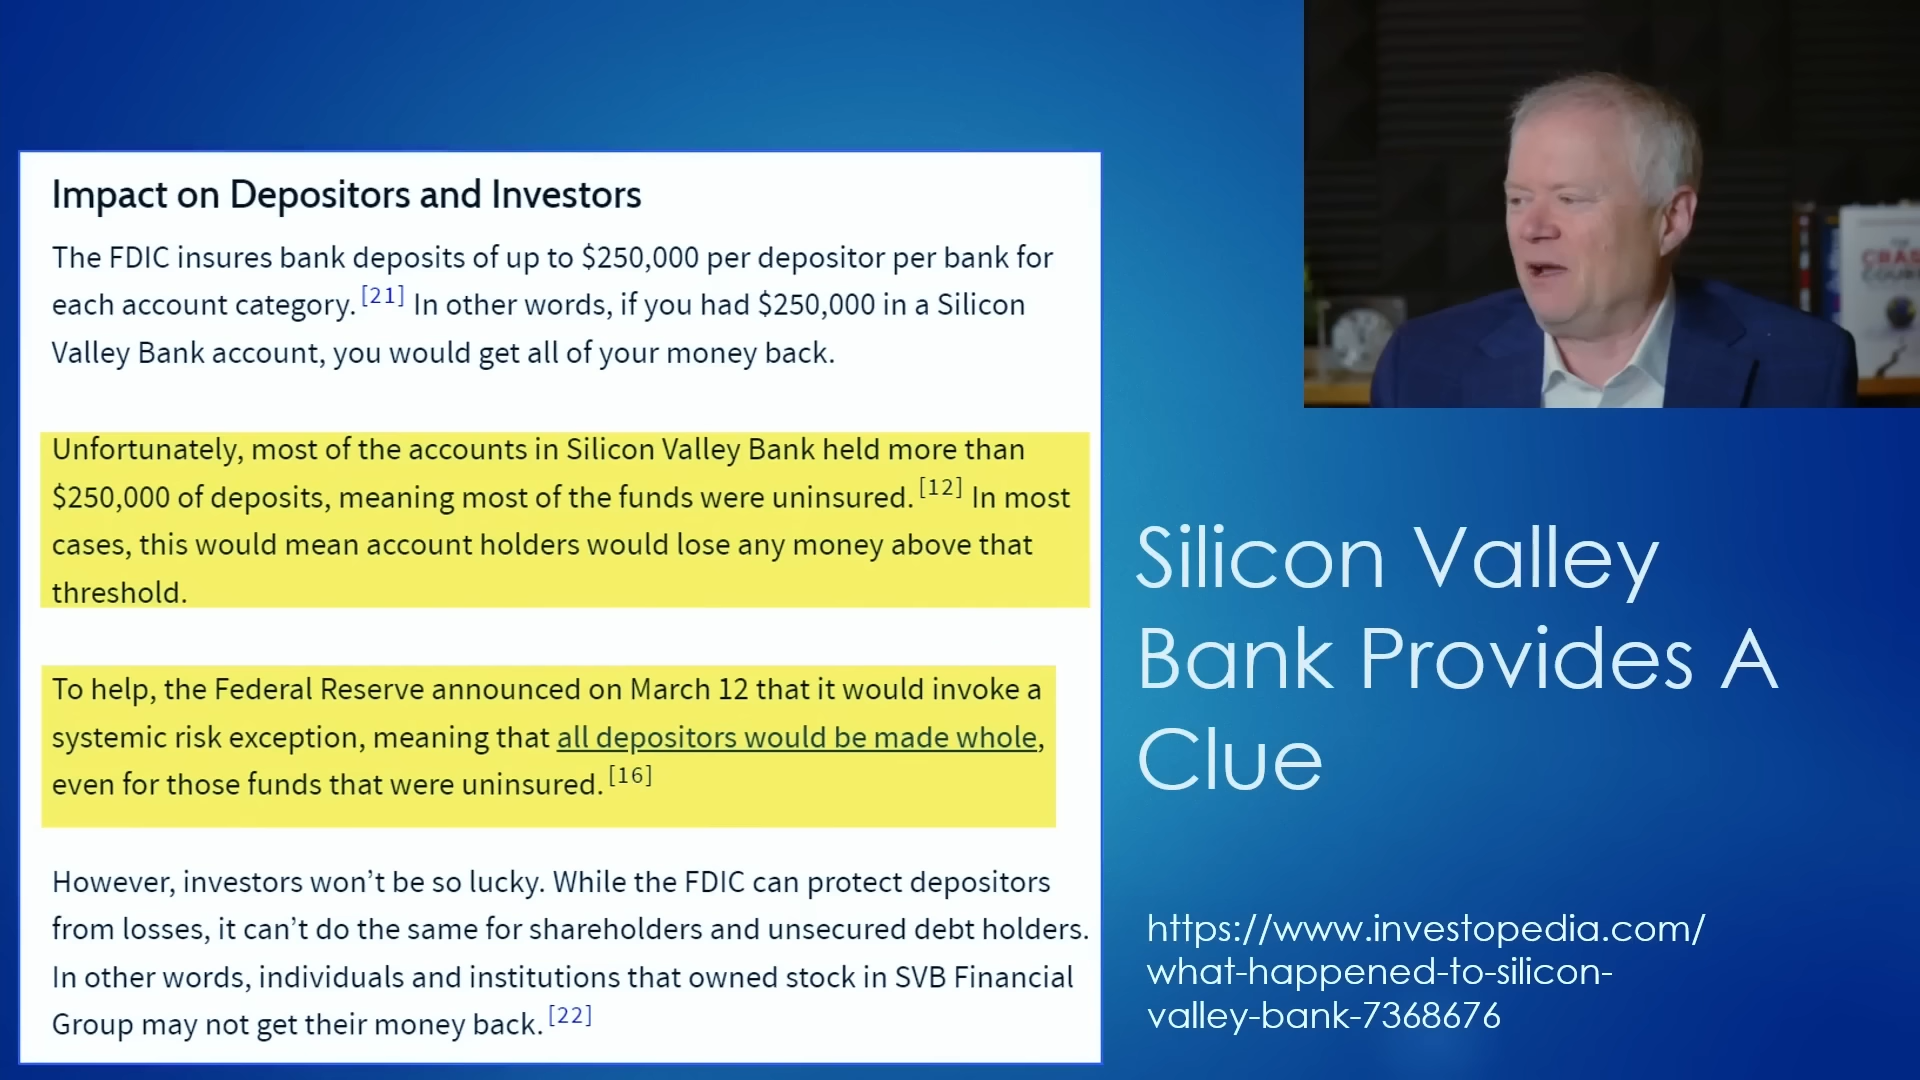 Impact on Depositors and Investors
The FDIC insures bank deposits of up to $250,000 per depositor per bank for
each account category.[21] In other words, if you had $250,000 in a Silicon
Valley Bank account, you would get all of your money back.
Unfortunately, most of the accounts in Silicon Valley Bank held more than
$250,000 of deposits, meaning most of the funds were uninsured.[12] In most
cases, this would mean account holders would lose any money above that
threshold.
To help, the Federal Reserve announced on March 12 that it would invoke a
systemic risk exception, meaning that all depositors would be made whole,
even for those funds that were uninsured.[16]
However, investors won’t be so lucky. While the FDIC can protect depositors
from losses, it can’t do the same for shareholders and unsecured debt holders.
In other words, individuals and institutions that owned stock in SVB Financial
Group may not get their money back.[22]
Silicon Valley
Bank Provides A
Clue
https://www.investopedia.com/
what-happened-to-silicon-
valley-bank-7368676